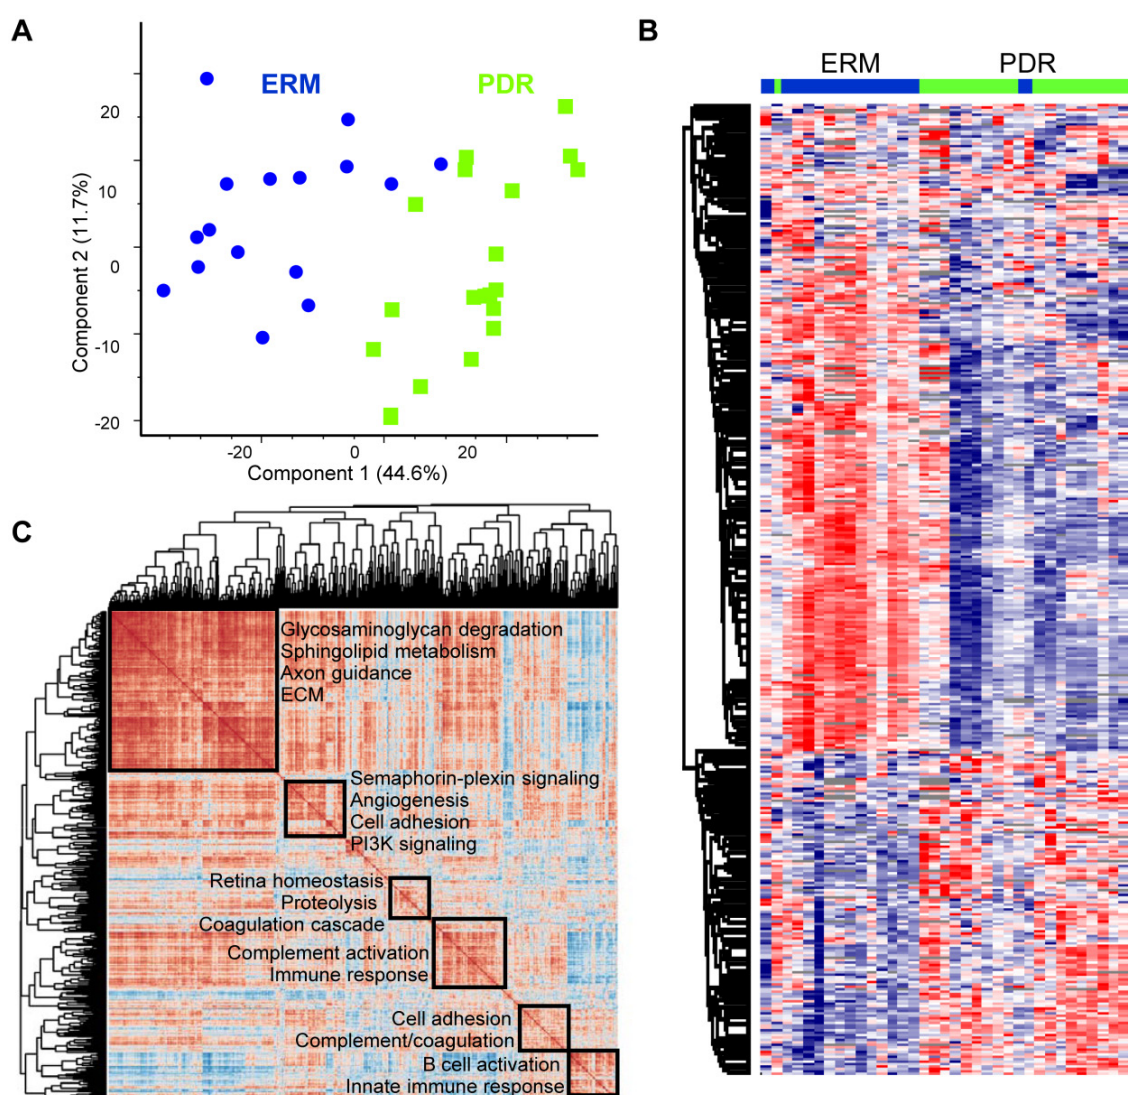 A
ERM
PDR
20
10
0
-10
-20
Component 2 (11.7%)
-20
0
20
Component 1 (44.6%)
B
ERM
PDR
C
Glycosaminoglycan degradation
Sphingolipid metabolism
Axon guidance
ECM
Semaphorin-plexin signaling
Angiogenesis
Cell adhesion
PI3K signaling
Retina homeostasis
Proteolysis
Coagulation cascade
Complement activation
Immune response
Cell adhesion
Complement/coagulation
B cell activation
Innate immune response